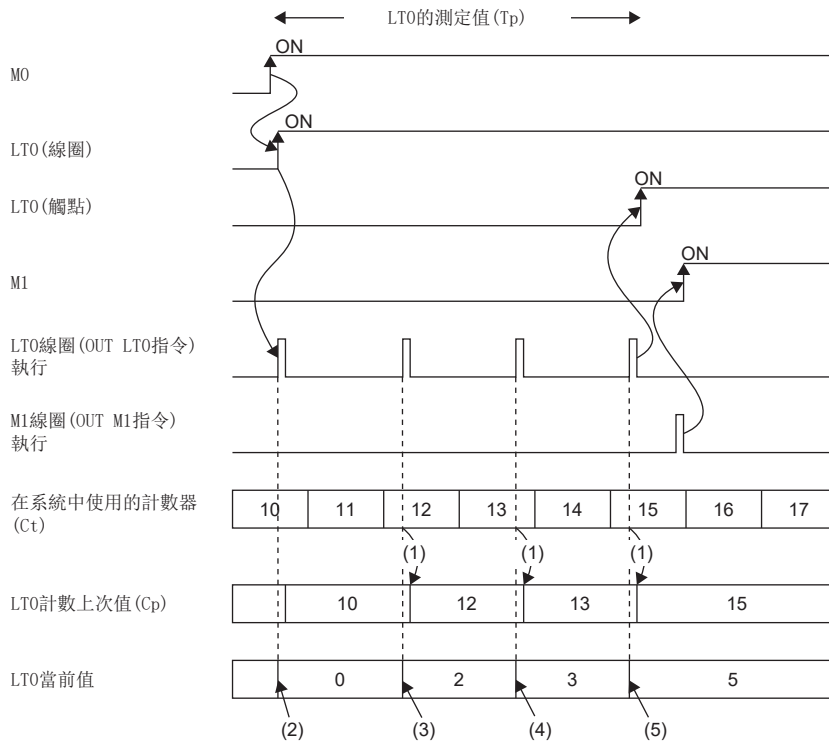 LT0的測定值(Tp)
ON
M0
ON
LT0(線圈)
ON
LT0(觸點)
ON
M1
LT0線圈(OUT LT0指令)
執行
M1線圈(OUT M1指令)
執行
在系統中使用的計數器
(Ct)
10 11 12 13 14 15 16 17
(1) (1) (1)
LT0計數上次值(Cp)
10 12 13 15
LT0當前值
0 2 3 5
(2) (3) (4) (5)